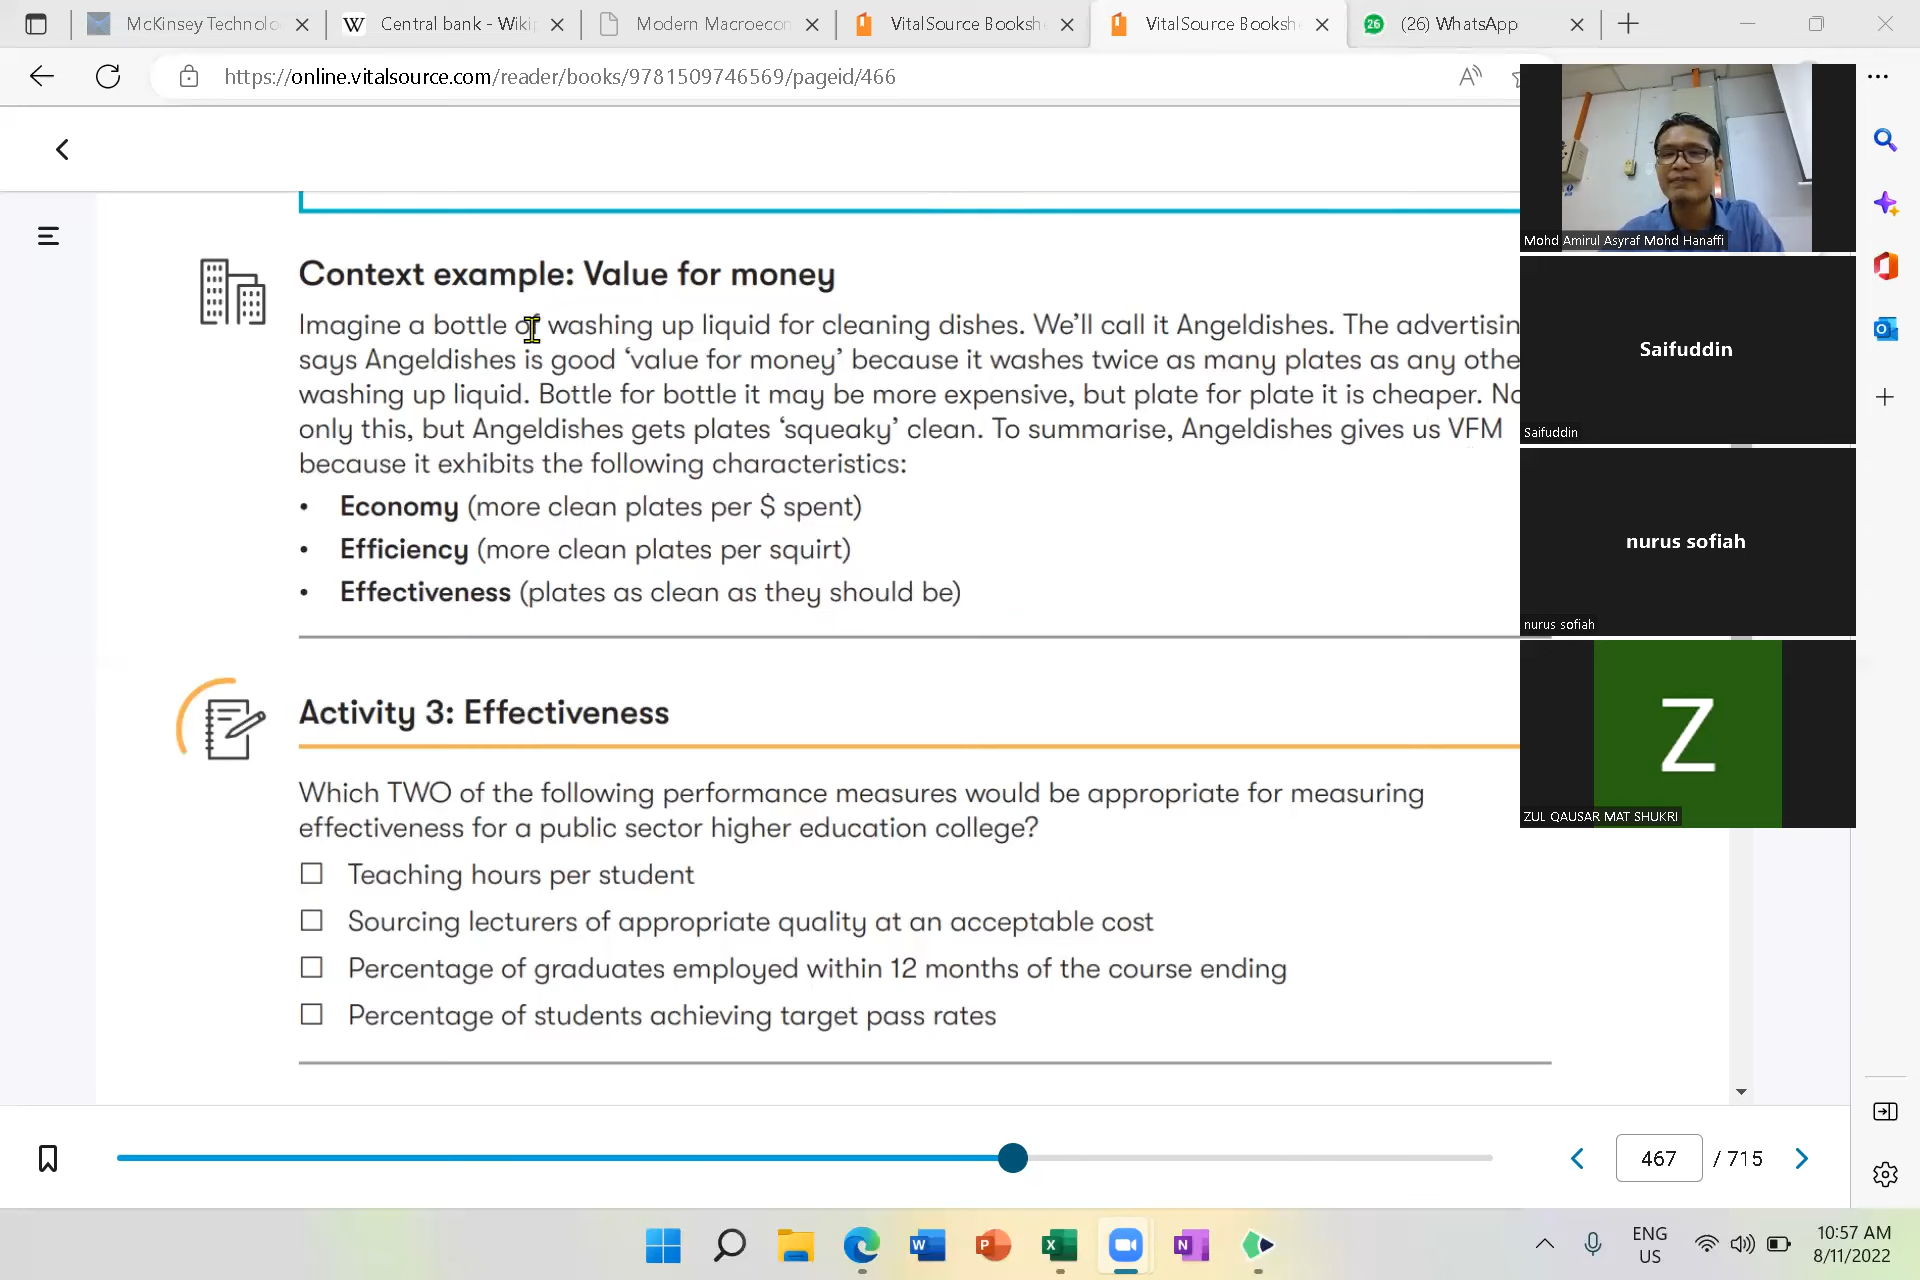 McKinsey Technolo
Central bank - Wiki
Modern Macroecon
VitalSource Bookshe
VitalSource Bookshe
26
(26) WhatsApp
https://online.vitalsource.com/reader/books/9781509746569/pageid/466
Context example: Value for money
Imagine a bottle of washing up liquid for cleaning dishes. We'll call it Angeldishes. The advertisin
says Angeldishes is good ‘value for money’ because it washes twice as many plates as any othe
washing up liquid. Bottle for bottle it may be more expensive, but plate for plate it is cheaper. No
only this, but Angeldishes gets plates ‘squeaky’ clean. To summarise, Angeldishes gives us VFM
because it exhibits the following characteristics:
• Economy (more clean plates per $ spent)
• Efficiency (more clean plates per squirt)
• Effectiveness (plates as clean as they should be)
Activity 3: Effectiveness
Which TWO of the following performance measures would be appropriate for measuring
effectiveness for a public sector higher education college?
Teaching hours per student
Sourcing lecturers of appropriate quality at an acceptable cost
Percentage of graduates employed within 12 months of the course ending
Percentage of students achieving target pass rates
Mohd Amirul Asyraf Mohd Hanaffi
Saifuddin
Saifuddin
nurus sofiah
nurus sofiah
Z
ZUL QAUSAR MAT SHUKRI
467 / 715
ENG
US
10:57 AM
8/11/2022